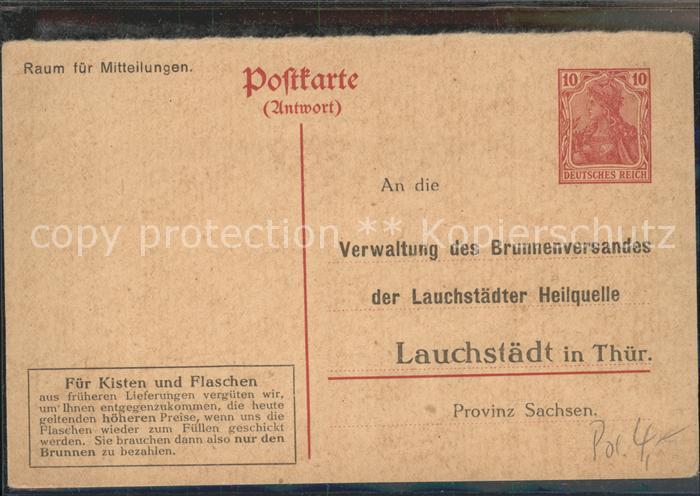 Raum für Mitteilungen.
Postkarte
(Antwort)
10 10
DEUTSCHES REICH
An die
copy protection ** Kopierschutz
Verwaltung des Brunnenversandes
der Lauchstädter Heilquelle
Lauchstädt in Thür.
Provinz Sachsen.
Für Kisten und Flaschen
aus früheren Lieferungen vergüten wir,
um Ihnen entgegenzukommen, die heute
geltenden höheren Preise, wenn uns die
Flaschen wieder zum Füllen geschickt
werden. Sie brauchen dann also nur den
Brunnen zu bezahlen.
4,-